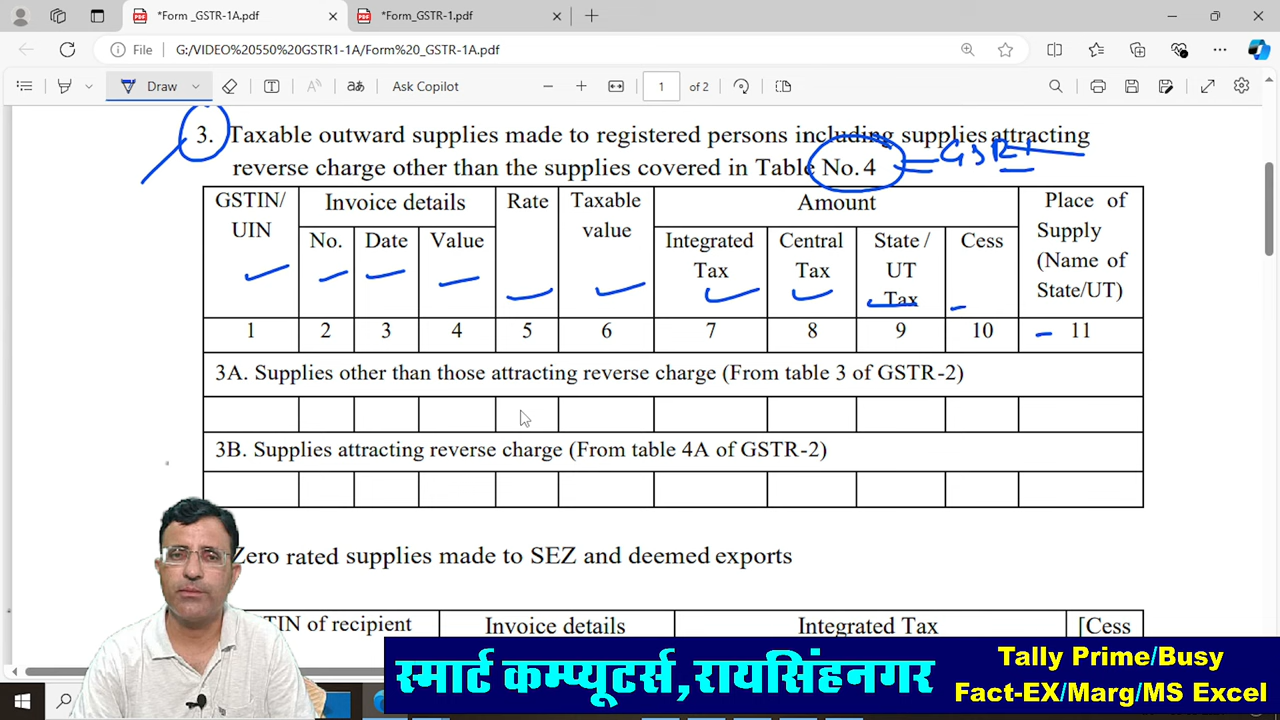 *Form _GSTR-1A.pdf
*Form_GSTR-1.pdf
File
G:/VIDEO%20550%20GSTR1-1A/Form%20_GSTR-1A.pdf
Draw
Ask Copilot
1 of 2
3. Taxable outward supplies made to registered persons including supplies attracting
reverse charge other than the supplies covered in Table No. 4
GSTR1
GSTIN/ UIN
Invoice details
Rate
Taxable value
Amount
Place of Supply (Name of State/UT)
No.
Date
Value
Integrated Tax
Central Tax
State / UT Tax
Cess
1 2 3 4 5 6 7 8 9 10 11
3A. Supplies other than those attracting reverse charge (From table 3 of GSTR-2)
3B. Supplies attracting reverse charge (From table 4A of GSTR-2)
Zero rated supplies made to SEZ and deemed exports
TIN of recipient
Invoice details
Integrated Tax
[Cess
स्मार्ट कम्प्यूटर्स,रायसिंहनगर
Tally Prime/Busy
Fact-EX/Marg/MS Excel